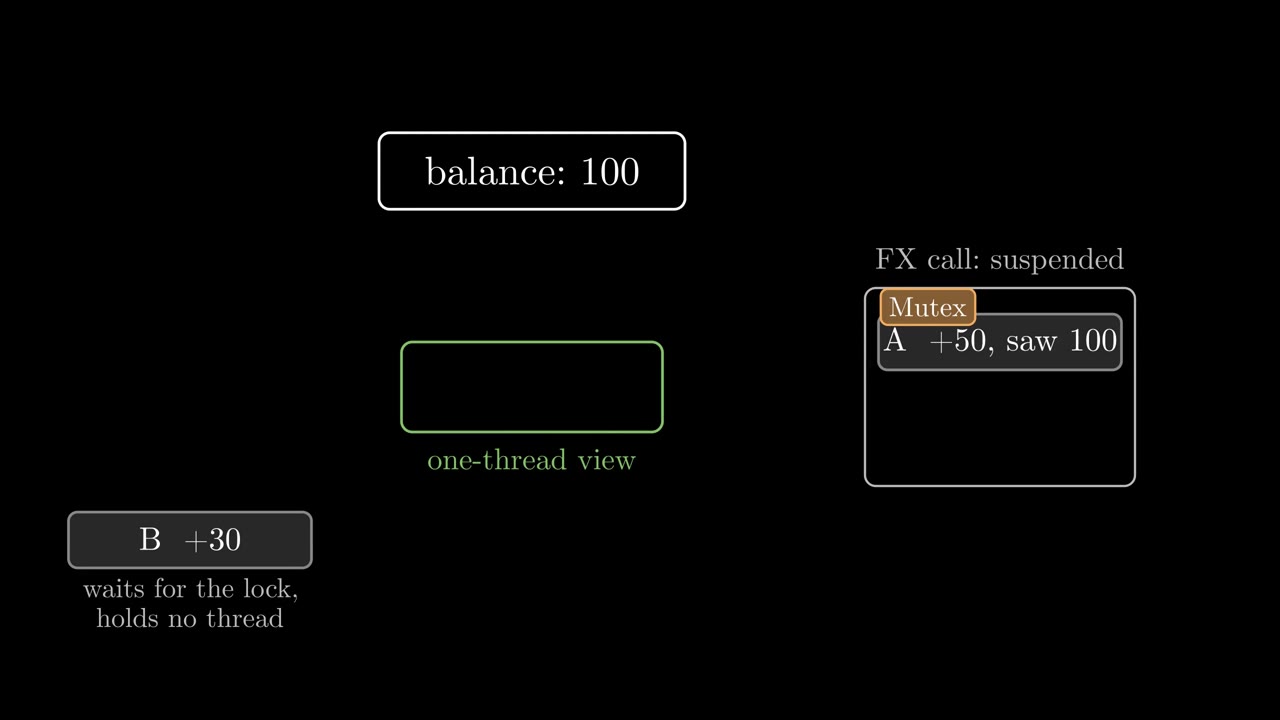 balance: 100
FX call: suspended
Mutex
A +50, saw 100
one-thread view
B +30
waits for the lock,
holds no thread